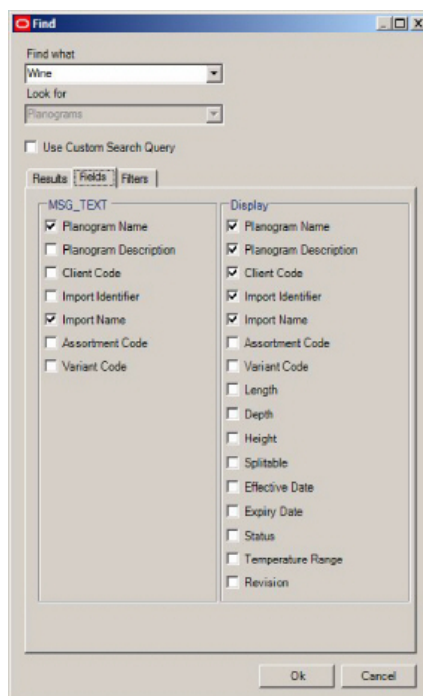 Find
Find what
Wine
Look for
Planograms
Use Custom Search Query
Results Fields Filters
MSG_TEXT
Planogram Name
Planogram Description
Client Code
Import Identifier
Import Name
Assortment Code
Variant Code
Display
Planogram Name
Planogram Description
Client Code
Import Identifier
Import Name
Assortment Code
Variant Code
Length
Depth
Height
Splitable
Effective Date
Expiry Date
Status
Temperature Range
Revision
Ok Cancel